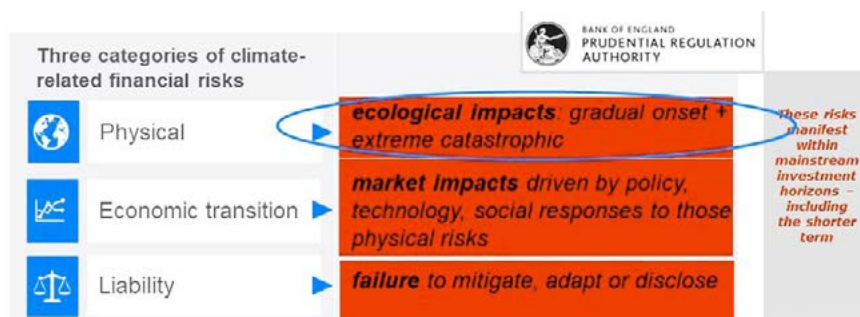 BANK OF ENGLAND
PRUDENTIAL REGULATION
AUTHORITY
Three categories of climate-
related financial risks
Physical
ecological impacts: gradual onset +
extreme catastrophic
Economic transition
market impacts driven by policy,
technology, social responses to those
physical risks
Liability
failure to mitigate, adapt or disclose
These risks
manifest
within
mainstream
investment
horizons –
including
the shorter
term